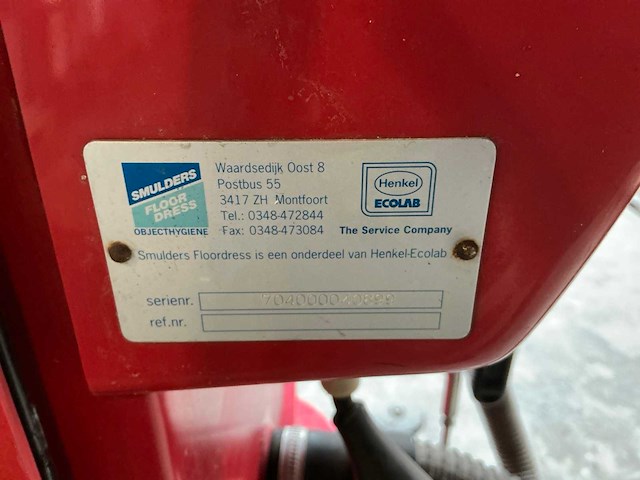 SMULDERS
FLOOR
DRESS
OBJECTHYGIENE
Waardsedijk Oost 8
Postbus 55
3417 ZH Montfoort
Tel.: 0348-472844
Fax: 0348-473084
Henkel
ECOLAB
The Service Company
Smulders Floordress is een onderdeel van Henkel-Ecolab
serienr. 704000040899
ref.nr.